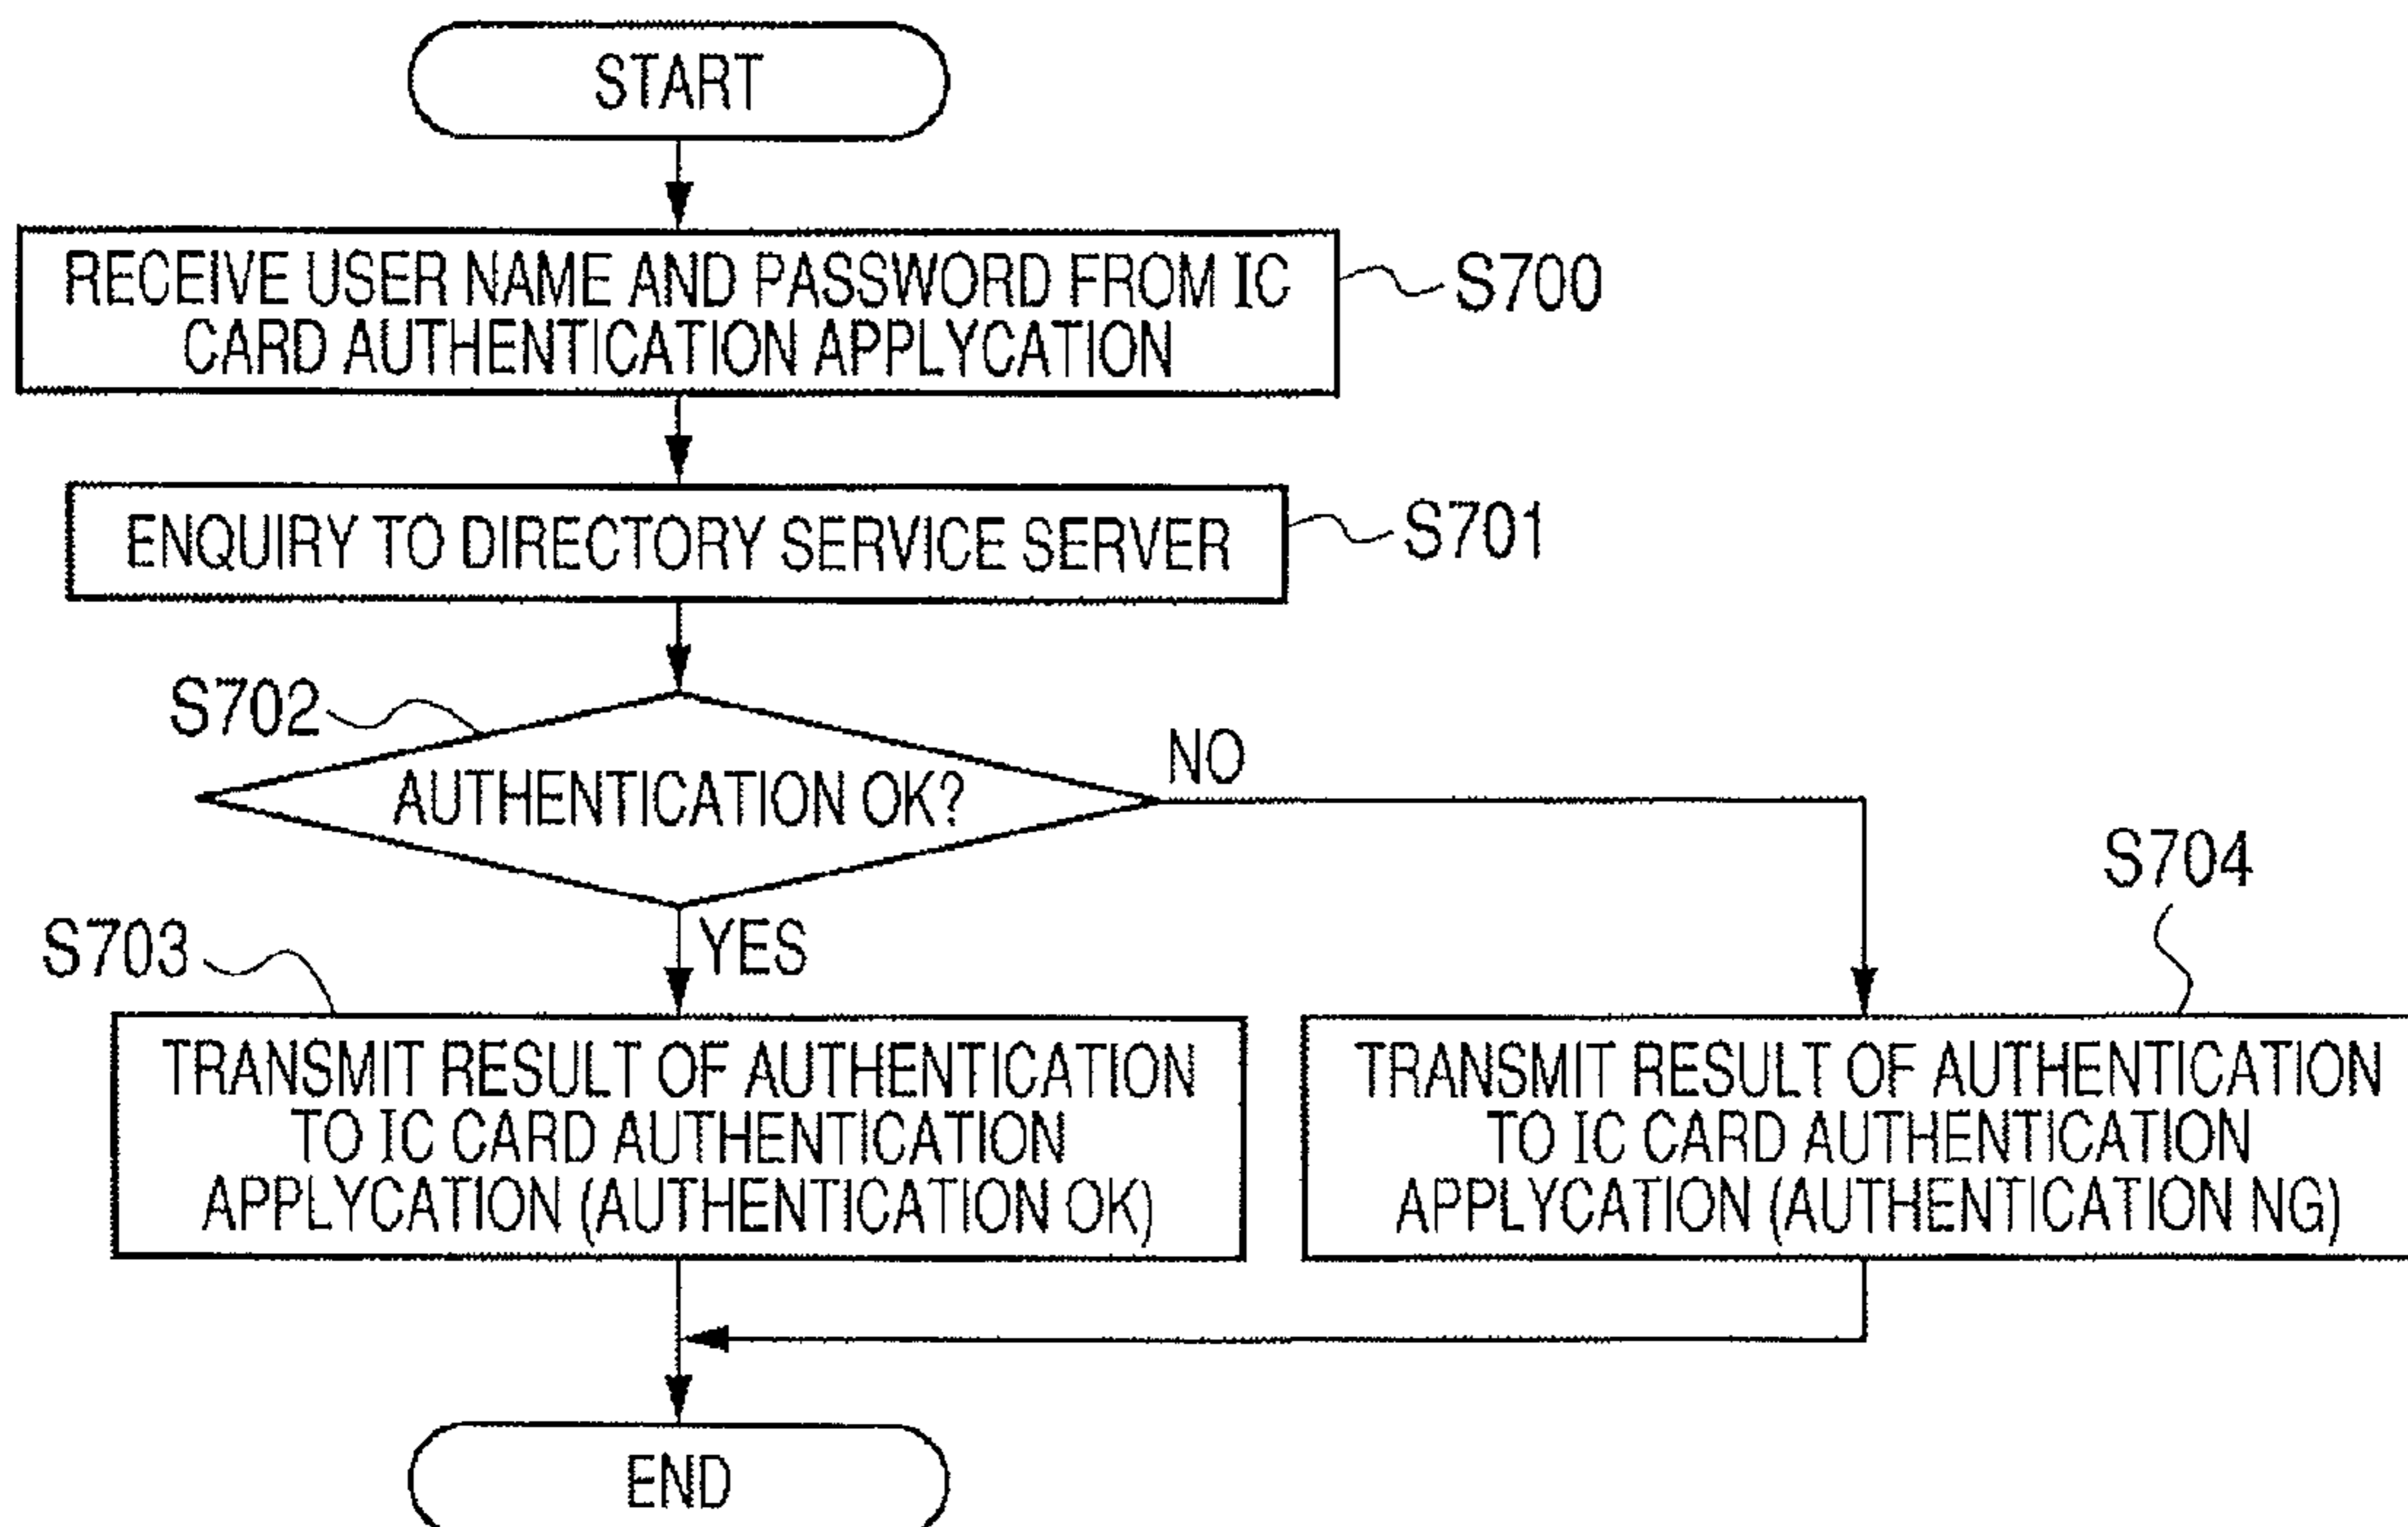 START
RECEIVE USER NAME AND PASSWORD FROM IC
CARD AUTHENTICATION APPLYCATION
S700
ENQUIRY TO DIRECTORY SERVICE SERVER
S701
S702
AUTHENTICATION OK?
NO
YES
S703
TRANSMIT RESULT OF AUTHENTICATION
TO IC CARD AUTHENTICATION
APPLYCATION (AUTHENTICATION OK)
S704
TRANSMIT RESULT OF AUTHENTICATION
TO IC CARD AUTHENTICATION
APPLYCATION (AUTHENTICATION NG)
END